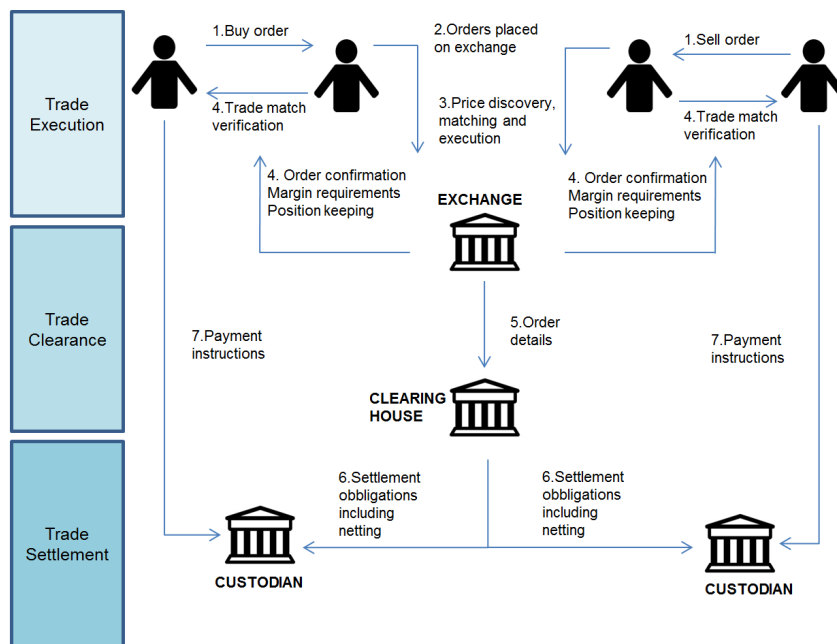 Trade
Execution
1.Buy order
4.Trade match
verification
2.Orders placed
on exchange
3.Price discovery,
matching and
execution
1.Sell order
4.Trade match
verification
4. Order confirmation
Margin requirements
Position keeping
EXCHANGE
4. Order confirmation
Margin requirements
Position keeping
Trade
Clearance
7.Payment
instructions
5.Order
details
7.Payment
instructions
CLEARING
HOUSE
Trade
Settlement
6.Settlement
obbligations
including
netting
6.Settlement
obbligations
including
netting
CUSTODIAN
CUSTODIAN